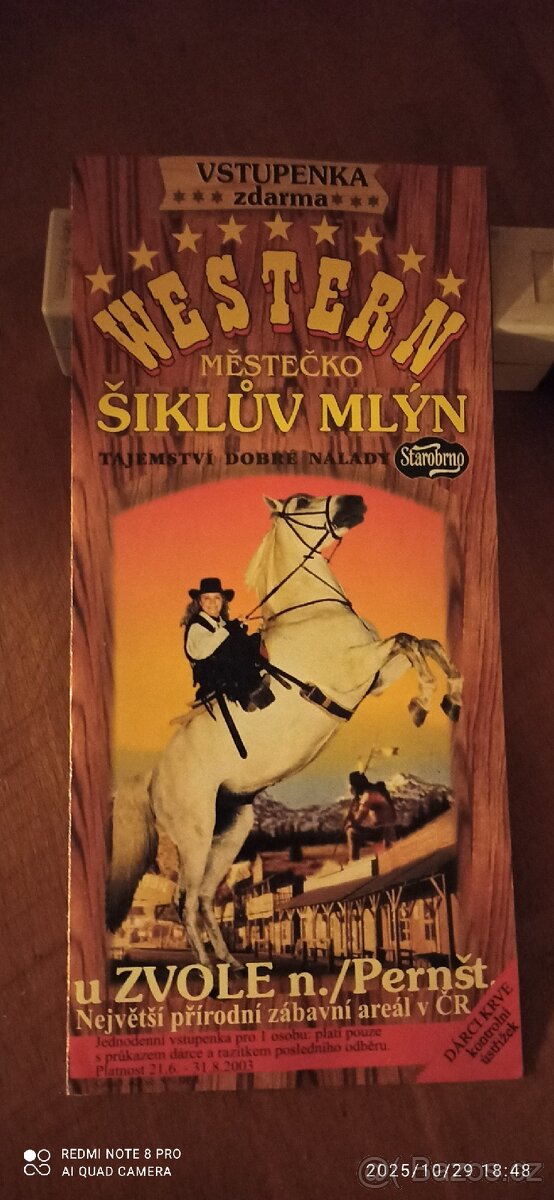 VSTUPENKA
zdarma
WESTERN
MĚSTEČKO
ŠIKLŮV MLÝN
TAJEMSTVÍ DOBRÉ NÁLADY
Starobrno
u ZVOLE n./Pernšt.
Největší přírodní zábavní areál v ČR
Jednodenní vstupenka pro 1 osobu: platí pouze
s průkazem dárce a razítkem posledního odběru.
Platnost 21.6. - 31.8.2003
DÁRCI KRVE
kontrolní
ústřižek
REDMI NOTE 8 PRO
AI QUAD CAMERA
2025/10/29 18:48
@ Bazos.cz